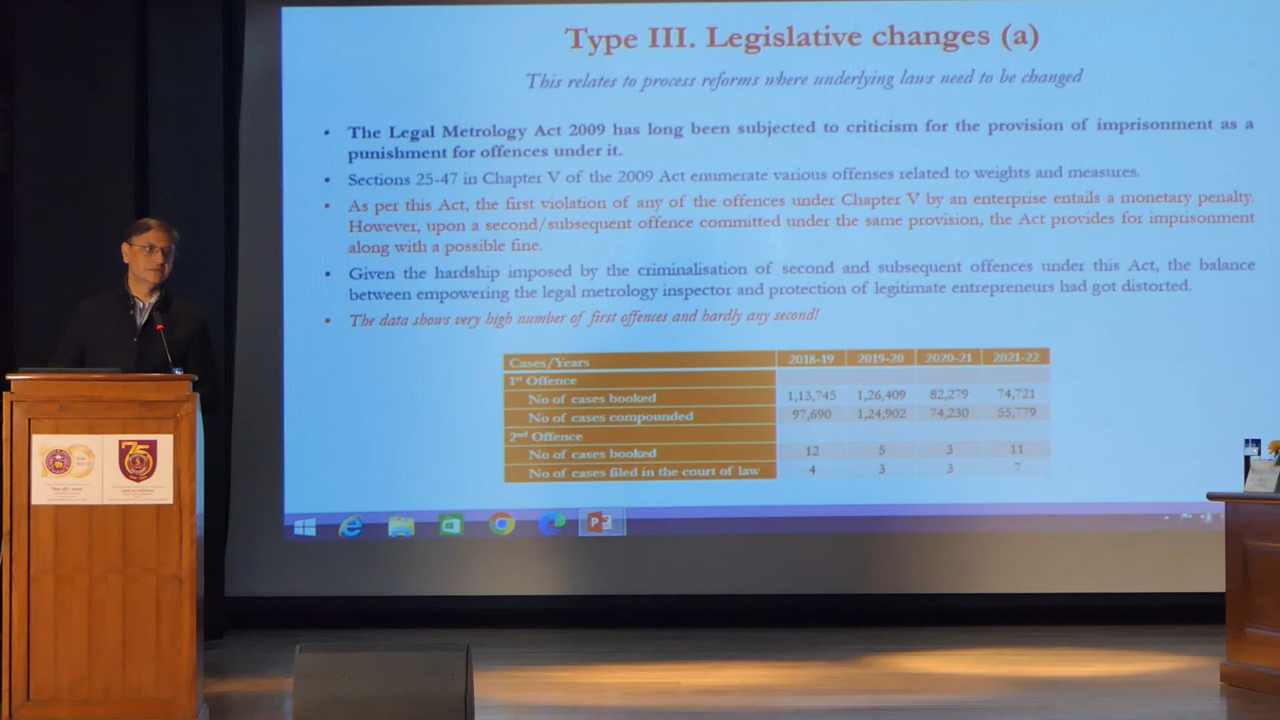 Type III. Legislative changes (a)
This relates to process reforms where underlying laws need to be changed
• The Legal Metrology Act 2009 has long been subjected to criticism for the provision of imprisonment as a
punishment for offences under it.
• Sections 25-47 in Chapter V of the 2009 Act enumerate various offenses related to weights and measures.
• As per this Act, the first violation of any of the offences under Chapter V by an enterprise entails a monetary penalty.
However, upon a second/subsequent offence committed under the same provision, the Act provides for imprisonment
along with a possible fine.
• Given the hardship imposed by the criminalisation of second and subsequent offences under this Act, the balance
between empowering the legal metrology inspector and protection of legitimate entrepreneurs had got distorted.
• The data shows very high number of first offences and hardly any second!
Cases/Years 2018-19 2019-20 2020-21 2021-22
1st Offence
No of cases booked 1,13,745 1,26,409 82,279 74,721
No of cases compounded 97,690 1,24,902 74,230 55,779
2nd Offence
No of cases booked 12 5 3 11
No of cases filed in the court of law 4 3 3 7
75